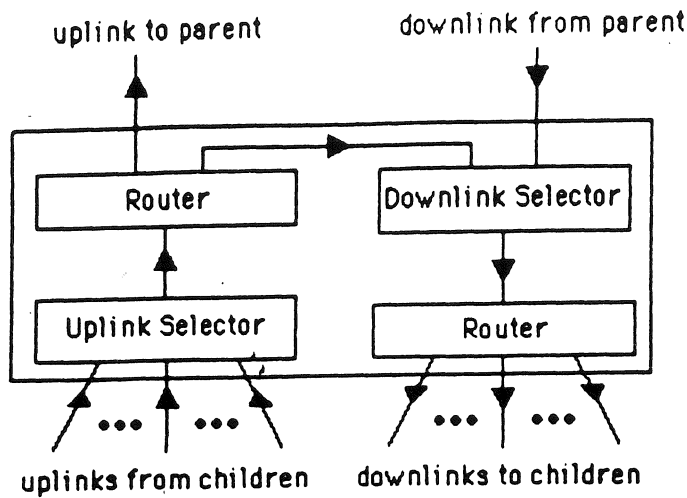 uplink to parent
downlink from parent
Router
Downlink Selector
Uplink Selector
Router
uplinks from children
downlinks to children